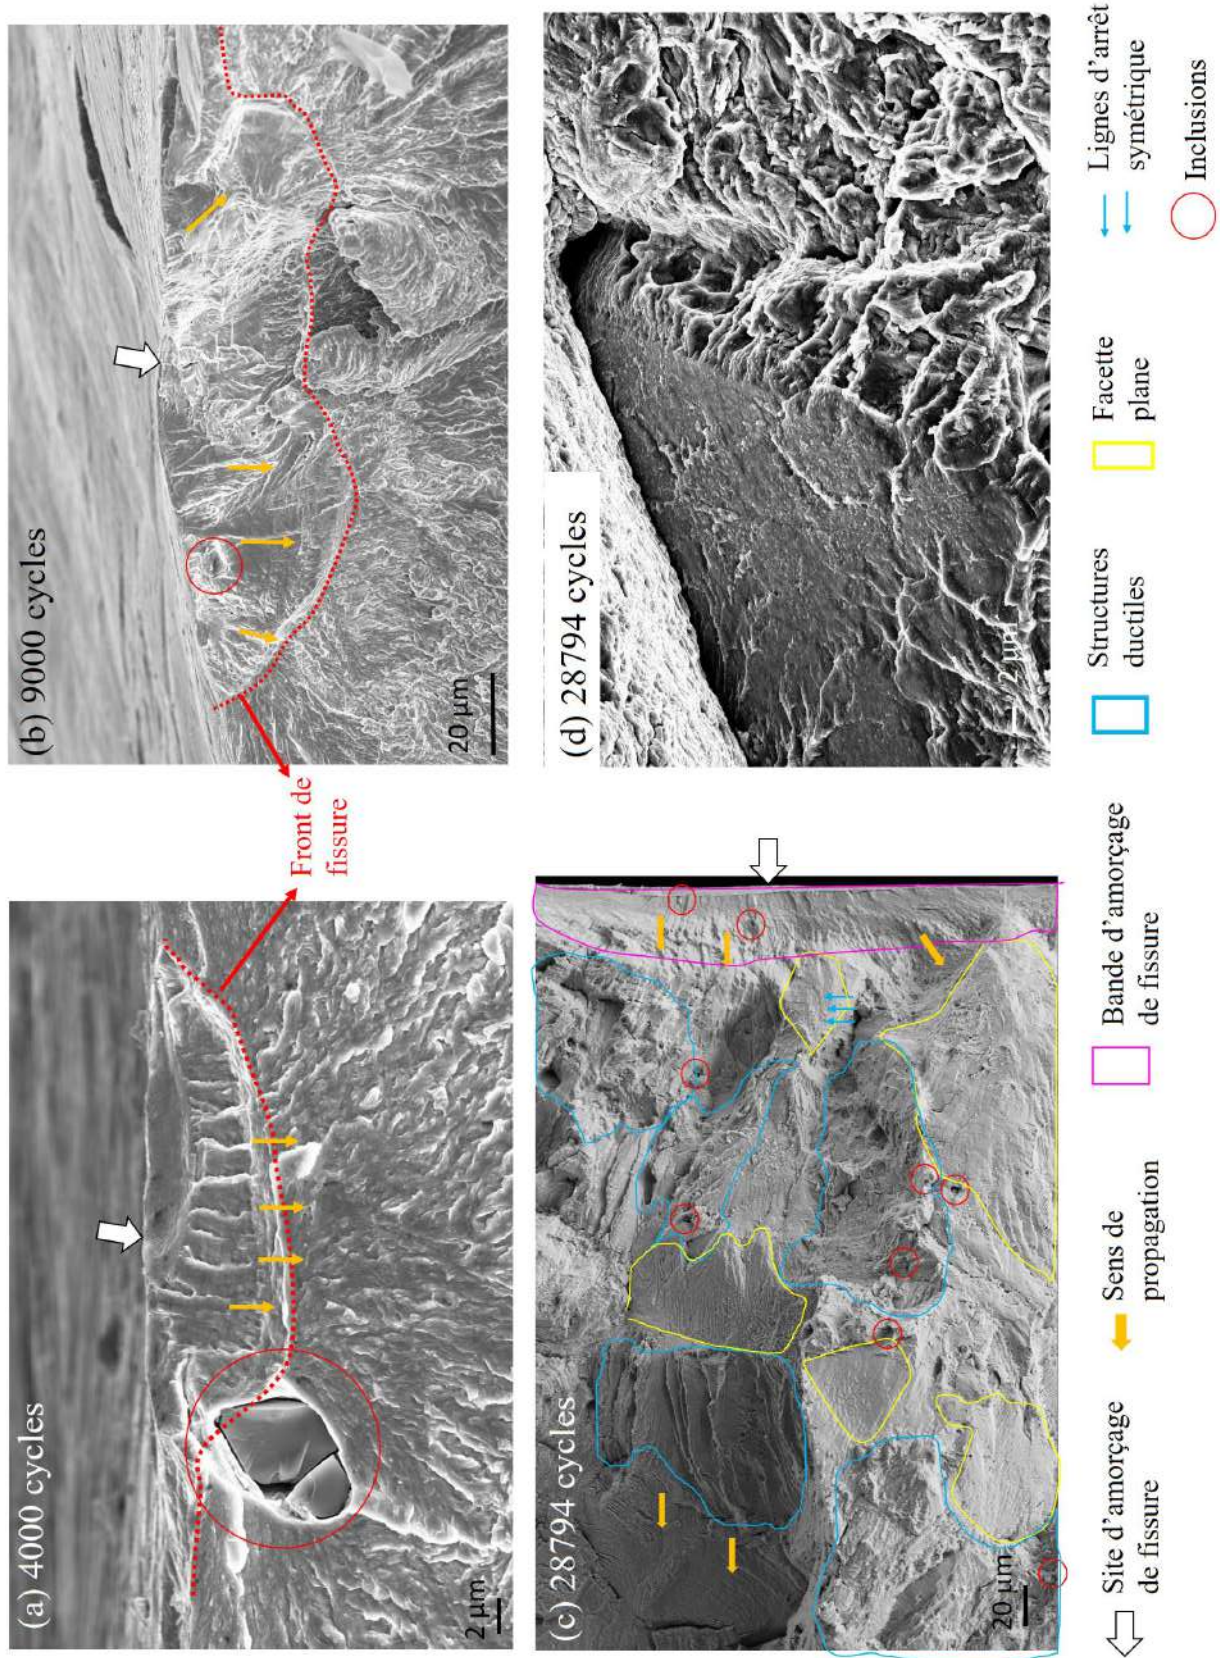 (a) 4000 cycles
2 µm
Front de
fissure
(b) 9000 cycles
20 µm
(c) 28794 cycles
20 µm
(d) 28794 cycles
2 µm
Site d'amorçage
de fissure
Sens de
propagation
Bande d'amorçage
de fissure
Structures
ductiles
Facette
plane
Lignes d'arrêt
symétrique
Inclusions